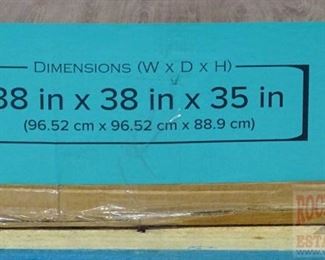 DIMENSIONS (W X D X H)
38 in x 38 in x 35 in
(96.52 cm x 96.52 cm x 88.9 cm)